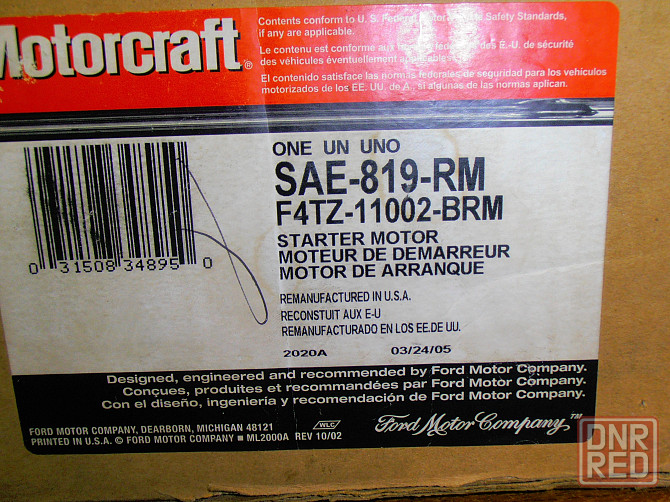 Motorcraft®
Contents conform to U. S. Federal Motor Vehicle Safety Standards,
if any are applicable.
Le contenu est conforme aux normes fédérales des É.-U. de sécurité
des véhicules éventuellement applicables.
El contenido satisface las normas federales de seguridad para los vehículos
motorizados de los EE. UU. de A., si algunas de las normas aplican.
ONE UN UNO
SAE-819-RM
F4TZ-11002-BRM
STARTER MOTOR
MOTEUR DE DEMARREUR
MOTOR DE ARRANQUE
0 31508 34895 0
REMANUFACTURED IN U.S.A.
RECONSTUIT AUX E-U
REMANUFACTURADO EN LOS EE.DE UU.
2020A 03/24/05
Designed, engineered and recommended by Ford Motor Company.
Conçues, produites et recommandées par Ford Motor Company.
Con el diseño, ingeniería y recomendación de Ford Motor Company.
FORD MOTOR COMPANY, DEARBORN, MICHIGAN 48121
PRINTED IN U.S.A. © FORD MOTOR COMPANY ■ ML2000A REV 10/02
WLC
Ford Motor Company™
DNR
RED